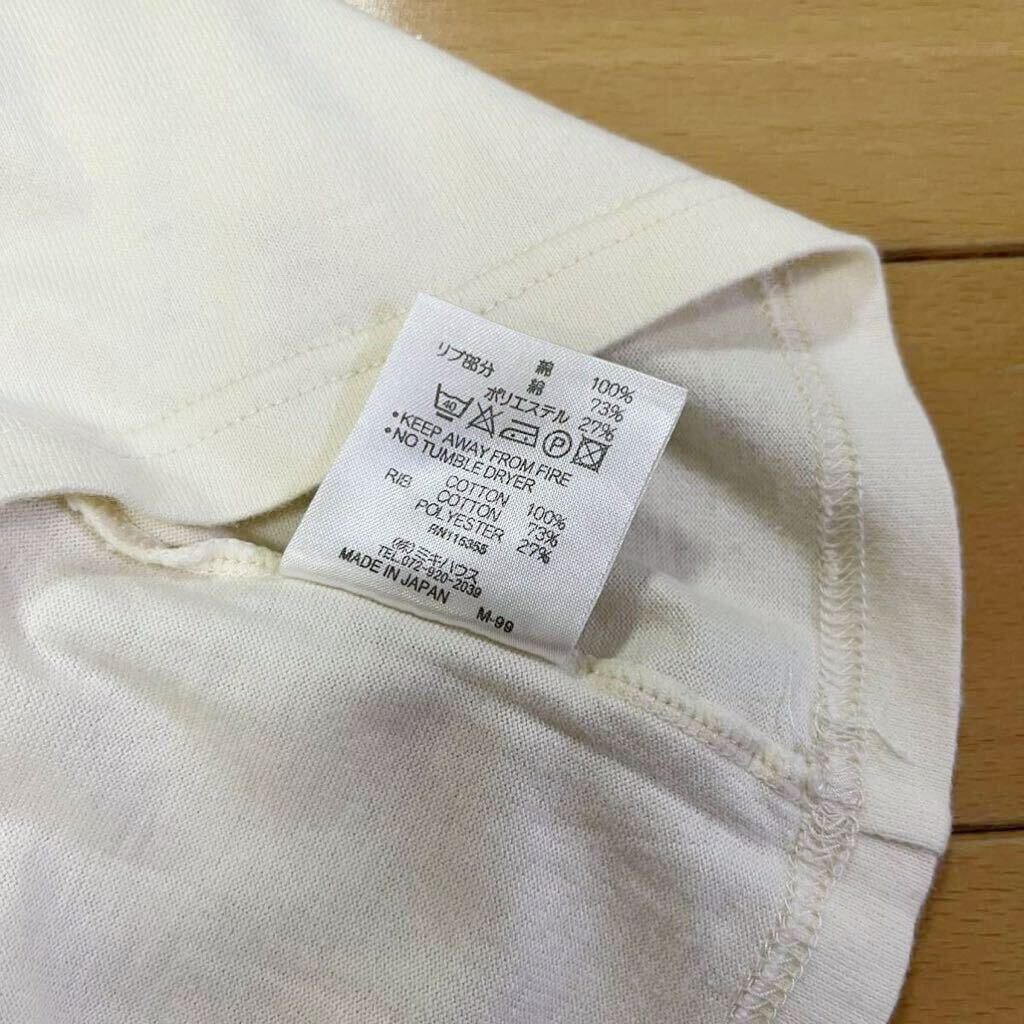 綿 100%
リブ部分 綿 73%
ポリエステル 27%
40 P
•KEEP AWAY FROM FIRE
•NO TUMBLE DRYER
COTTON 100%
RIB COTTON 73%
POLYESTER 27%
RN115355
(株)ミキハウス
TEL.072-920-2039
MADE IN JAPAN M-99